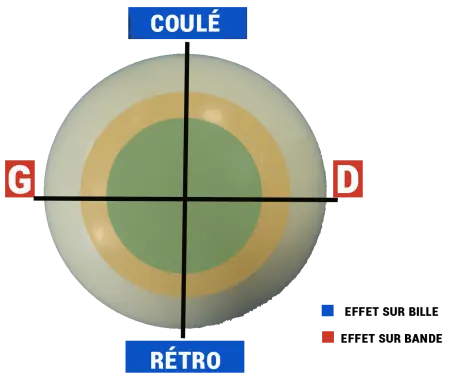 COULÉ
G
D
EFFET SUR BILLE
EFFET SUR BANDE
RÉTRO